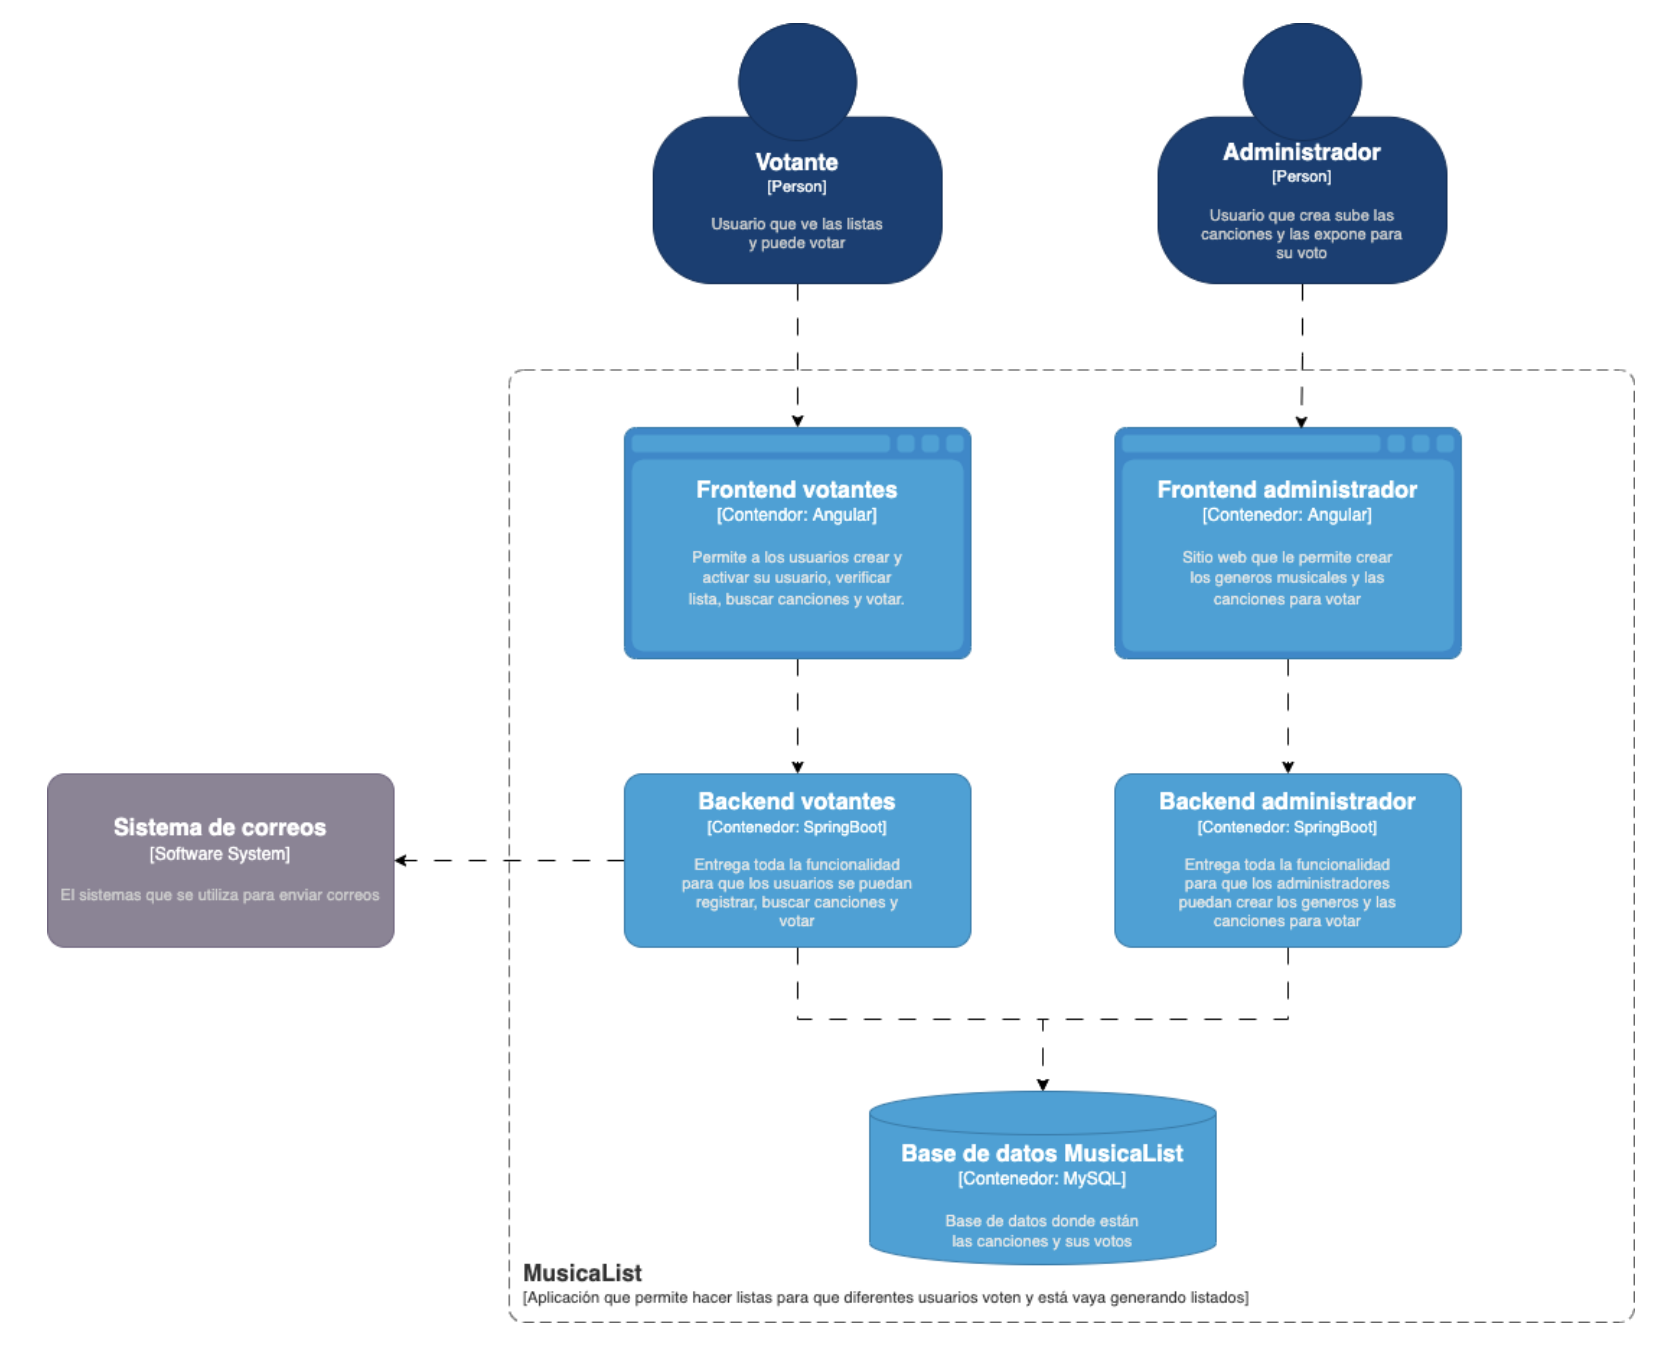 Votante
[Person]
Usuario que ve las listas
y puede votar
Administrador
[Person]
Usuario que crea sube las
canciones y las expone para
su voto
Frontend votantes
[Contendor: Angular]
Permite a los usuarios crear y
activar su usuario, verificar
lista, buscar canciones y votar.
Frontend administrador
[Contenedor: Angular]
Sitio web que le permite crear
los generos musicales y las
canciones para votar
Sistema de correos
[Software System]
El sistemas que se utiliza para enviar correos
Backend votantes
[Contenedor: SpringBoot]
Entrega toda la funcionalidad
para que los usuarios se puedan
registrar, buscar canciones y
votar
Backend administrador
[Contenedor: SpringBoot]
Entrega toda la funcionalidad
para que los administradores
puedan crear los generos y las
canciones para votar
Base de datos MusicaList
[Contenedor: MySQL]
Base de datos donde están
las canciones y sus votos
MusicaList
[Aplicación que permite hacer listas para que diferentes usuarios voten y está vaya generando listados]